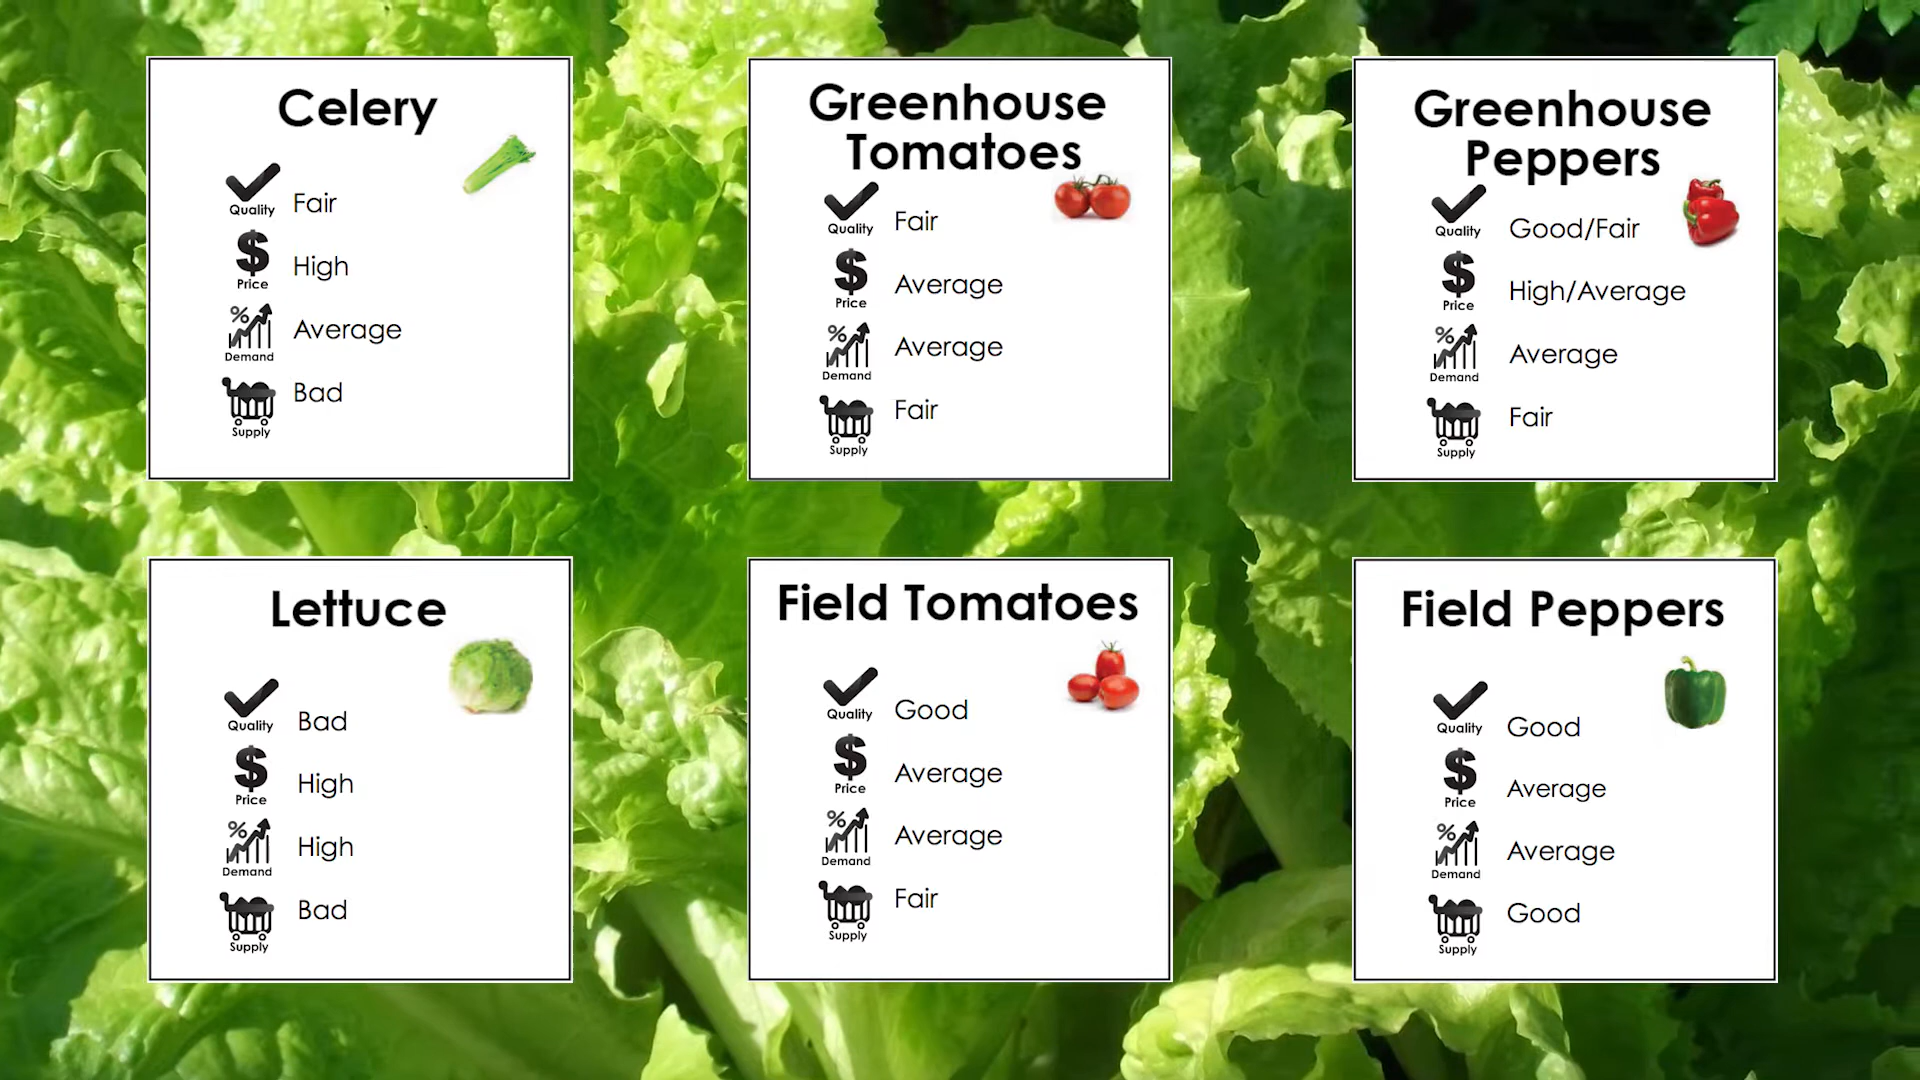 Celery
Quality Fair
$ Price High
% Demand Average
Supply Bad
Greenhouse
Tomatoes
Quality Fair
$ Price Average
% Demand Average
Supply Fair
Greenhouse
Peppers
Quality Good/Fair
$ Price High/Average
% Demand Average
Supply Fair
Lettuce
Quality Bad
$ Price High
% Demand High
Supply Bad
Field Tomatoes
Quality Good
$ Price Average
% Demand Average
Supply Fair
Field Peppers
Quality Good
$ Price Average
% Demand Average
Supply Good